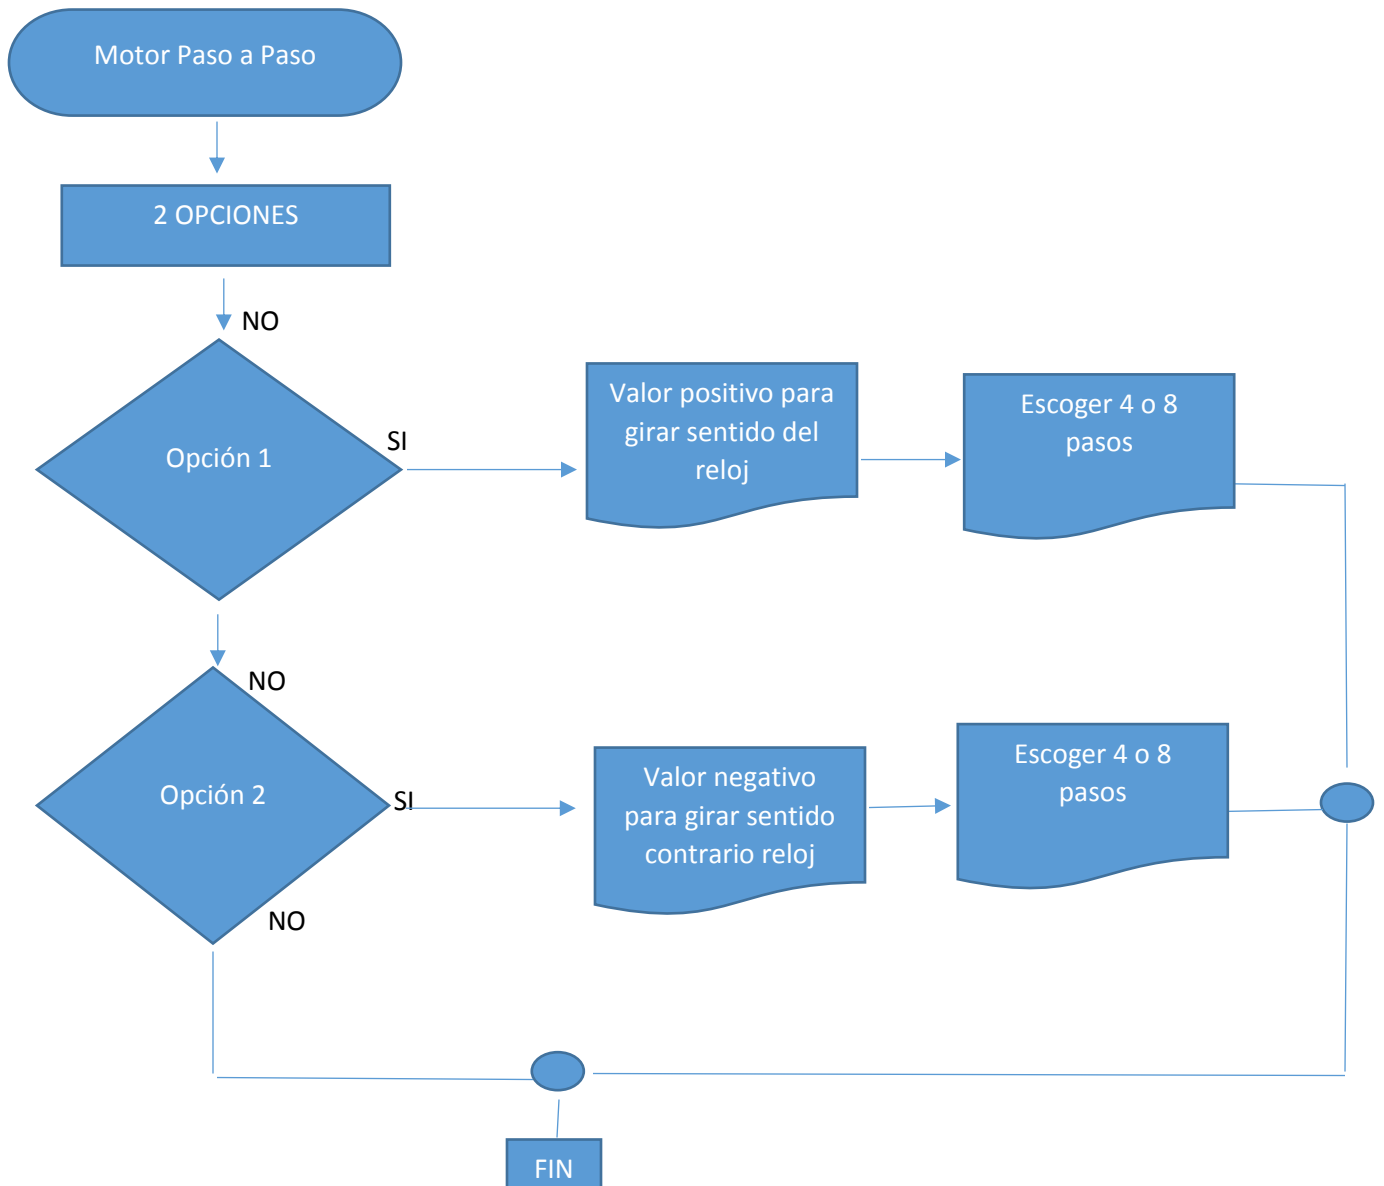 Motor Paso a Paso
2 OPCIONES
NO
Opción 1
SI
Valor positivo para
girar sentido del
reloj
Escoger 4 o 8
pasos
NO
Opción 2
SI
Valor negativo
para girar sentido
contrario reloj
Escoger 4 o 8
pasos
NO
FIN